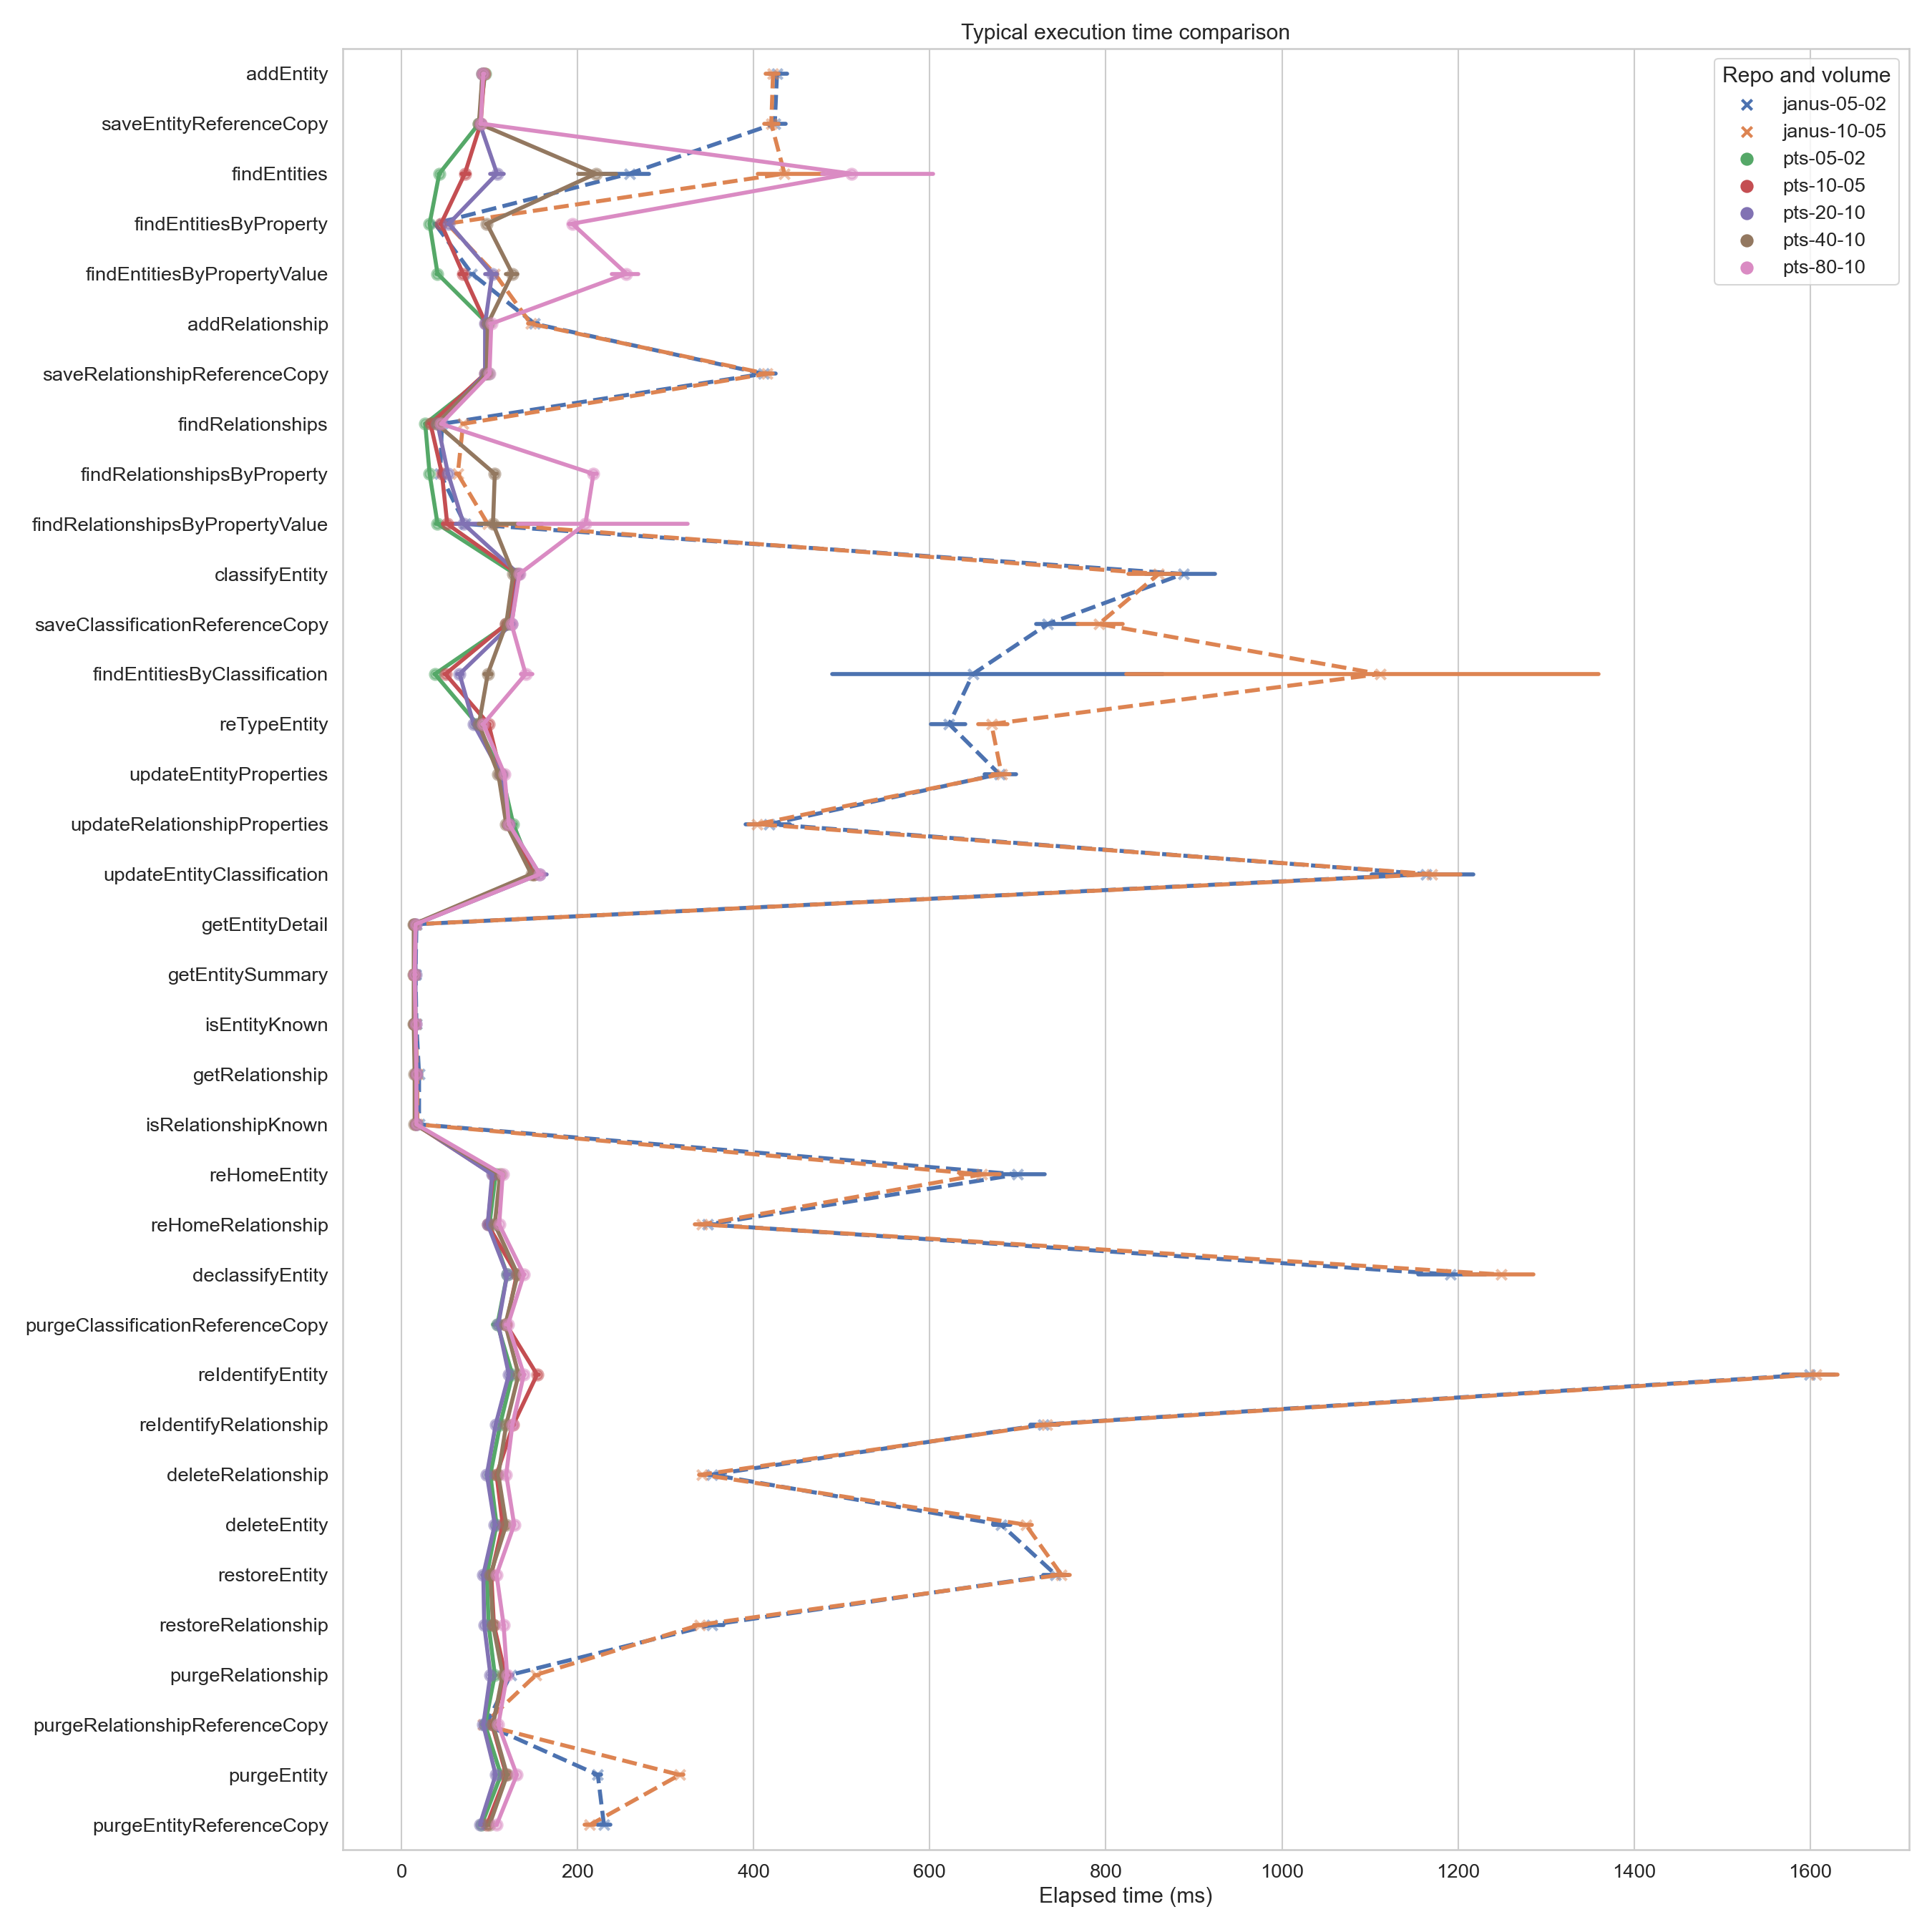 Typical execution time comparison
Repo and volume
janus-05-02
janus-10-05
pts-05-02
pts-10-05
pts-20-10
pts-40-10
pts-80-10
addEntity
saveEntityReferenceCopy
findEntities
findEntitiesByProperty
findEntitiesByPropertyValue
addRelationship
saveRelationshipReferenceCopy
findRelationships
findRelationshipsByProperty
findRelationshipsByPropertyValue
classifyEntity
saveClassificationReferenceCopy
findEntitiesByClassification
reTypeEntity
updateEntityProperties
updateRelationshipProperties
updateEntityClassification
getEntityDetail
getEntitySummary
isEntityKnown
getRelationship
isRelationshipKnown
reHomeEntity
reHomeRelationship
declassifyEntity
purgeClassificationReferenceCopy
reIdentifyEntity
reIdentifyRelationship
deleteRelationship
deleteEntity
restoreEntity
restoreRelationship
purgeRelationship
purgeRelationshipReferenceCopy
purgeEntity
purgeEntityReferenceCopy
0 200 400 600 800 1000 1200 1400 1600
Elapsed time (ms)